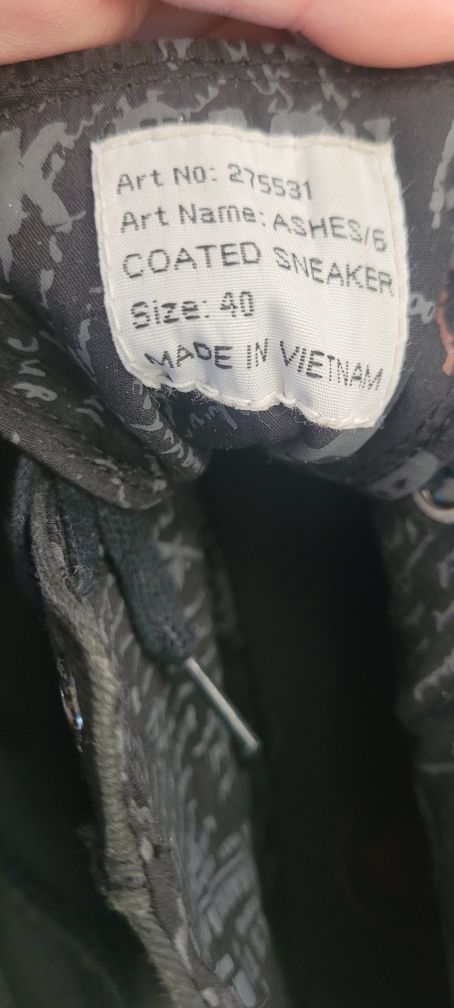 Art No: 275531
Art Name: ASHES/6
COATED SNEAKER
Size: 40
MADE IN VIETNAM